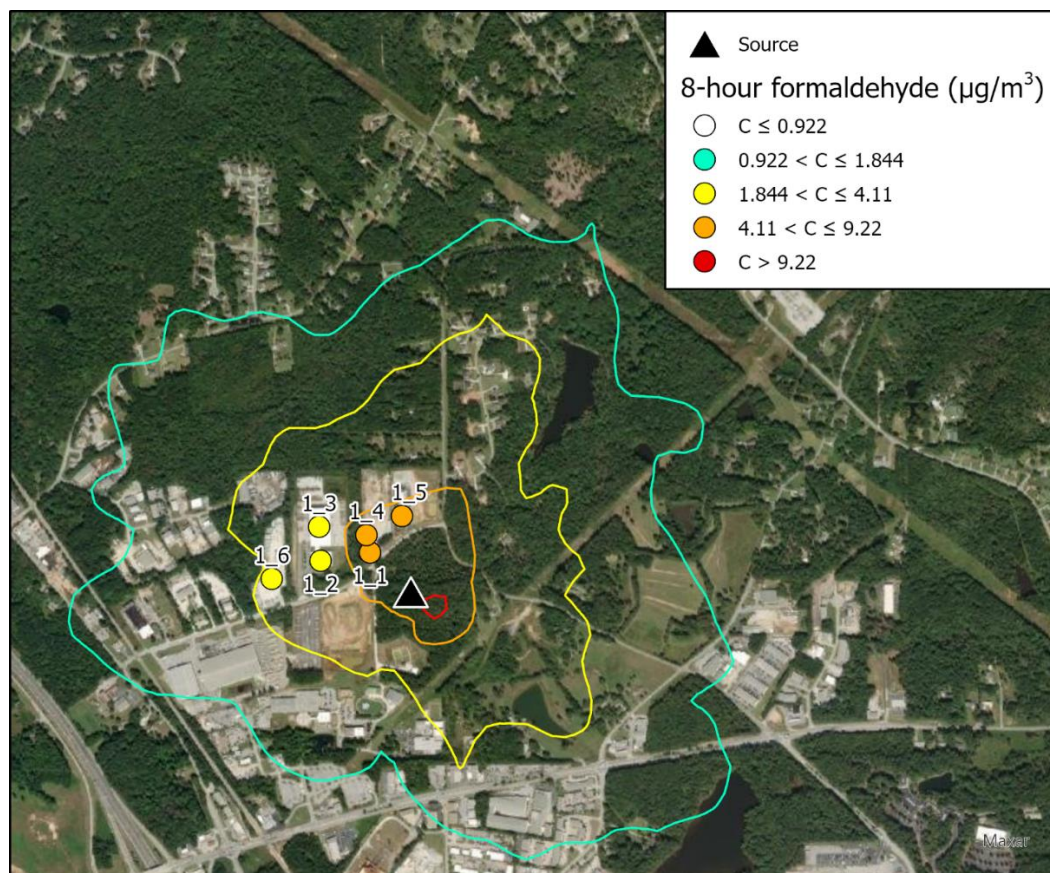 Source
8-hour formaldehyde (µg/m³)
C ≤ 0.922
0.922 < C ≤ 1.844
1.844 < C ≤ 4.11
4.11 < C ≤ 9.22
C > 9.22
1_3
1_4
1_5
1_6
1_2
1_1
Maxar